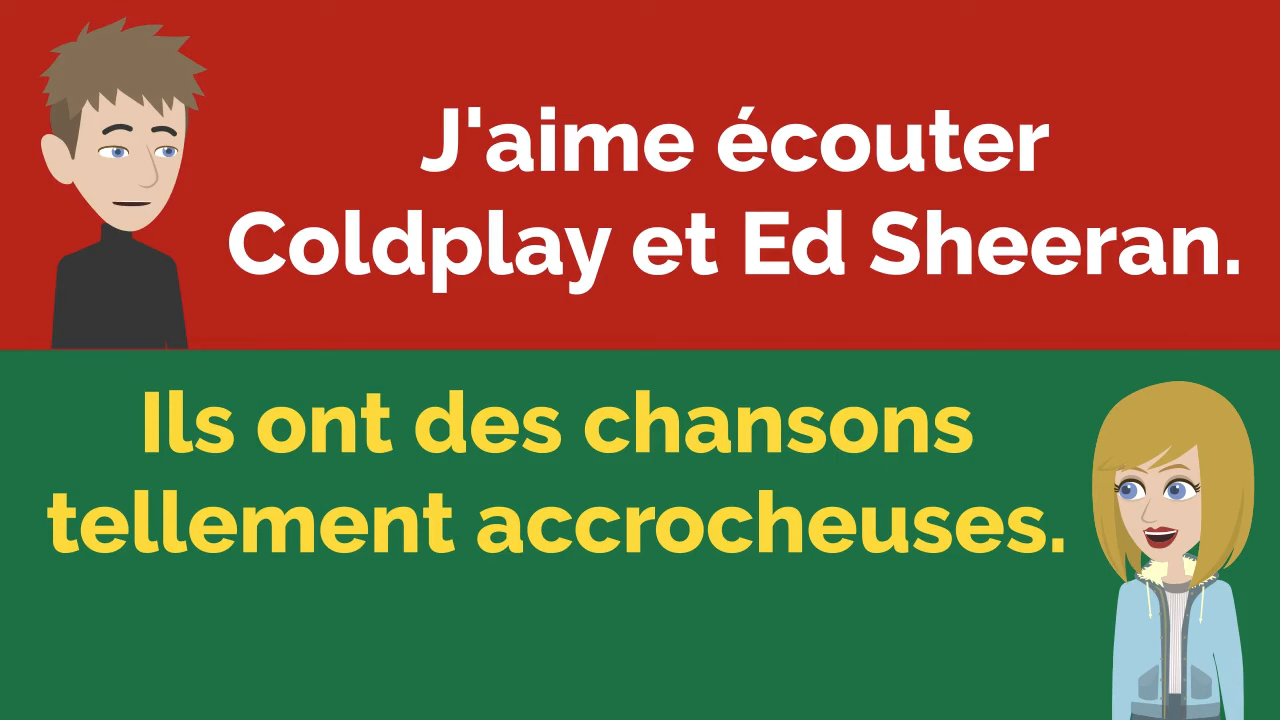 J'aime écouter
Coldplay et Ed Sheeran.
Ils ont des chansons
tellement accrocheuses.